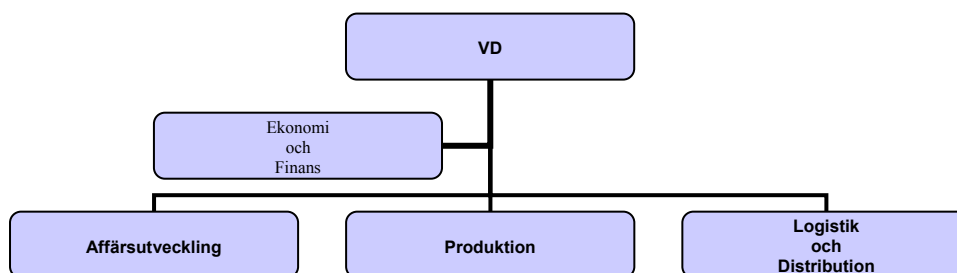 VD
Ekonomi
och
Finans
Affärsutveckling
Produktion
Logistik
och
Distribution